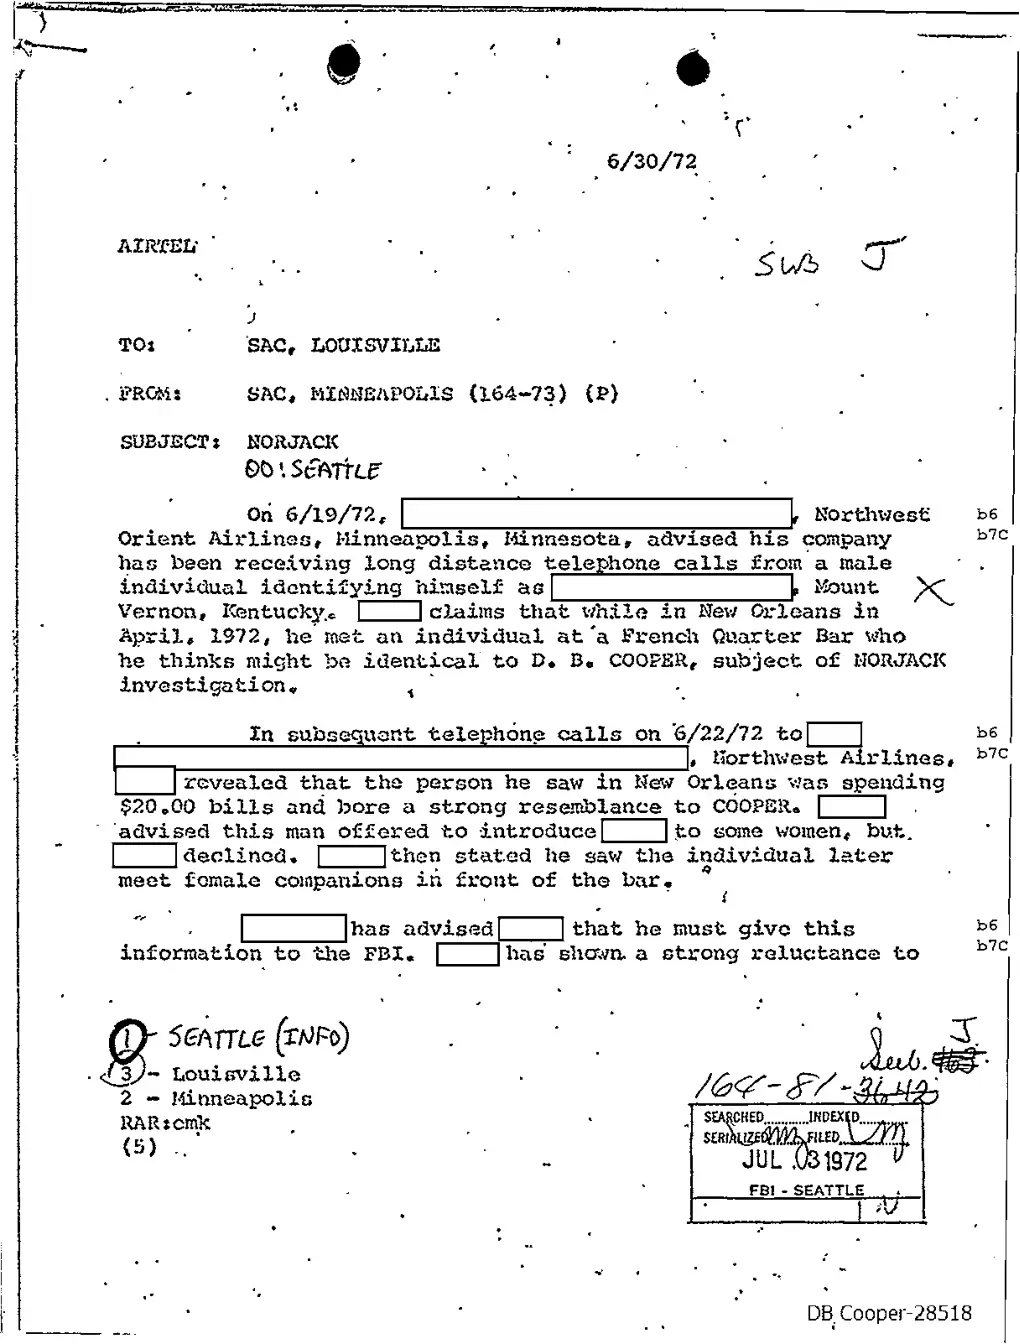 6/30/72
AIRTEL
SUB J
TO: SAC, LOUISVILLE
FROM: SAC, MINNEAPOLIS (164-73) (P)
SUBJECT: NORJACK
OO: SEATTLE
On 6/19/72, , Northwest b6
Orient Airlines, Minneapolis, Minnesota, advised his company b7C
has been receiving long distance telephone calls from a male
individual identifying himself as , Mount
Vernon, Kentucky. claims that while in New Orleans in
April, 1972, he met an individual at a French Quarter Bar who
he thinks might be identical to D. B. COOPER, subject of NORJACK
investigation.
In subsequent telephone calls on 6/22/72 to b6
, Northwest Airlines, b7C
revealed that the person he saw in New Orleans was spending
$20.00 bills and bore a strong resemblance to COOPER.
advised this man offered to introduce to some women, but
declined. then stated he saw the individual later
meet female companions in front of the bar.
has advised that he must give this b6
information to the FBI. has shown a strong reluctance to b7C
1 - SEATTLE (INFO)
3 - Louisville
2 - Minneapolis
RAR:cmk
(5)
Sub. J
164-81-3642
SEARCHED INDEXED
SERIALIZED FILED
JUL 03 1972
FBI - SEATTLE
DB Cooper-28518